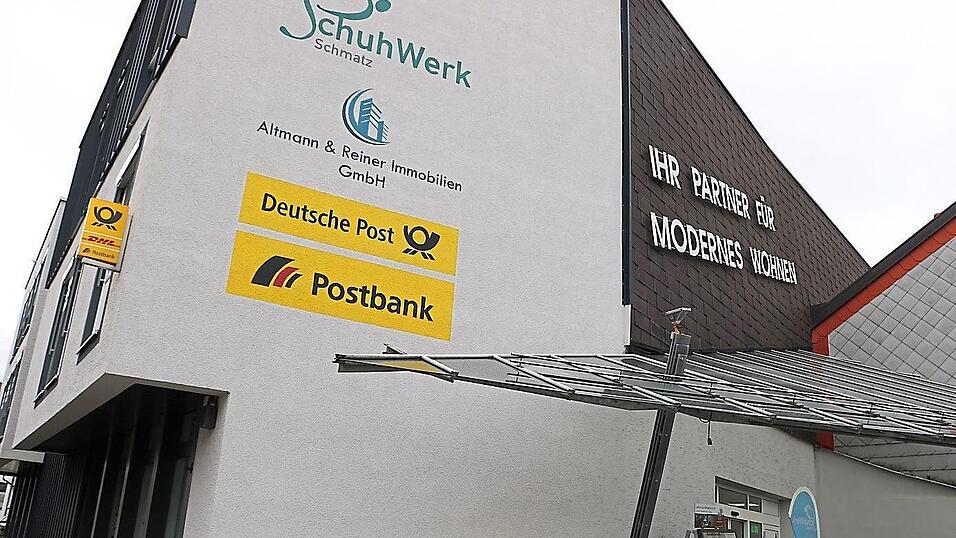 SchuhWerk
Schmatz
Altmann & Reiner Immobilien
GmbH
Deutsche Post
Postbank
DHL
Postbank
IHR PARTNER FÜR
MODERNES WOHNEN